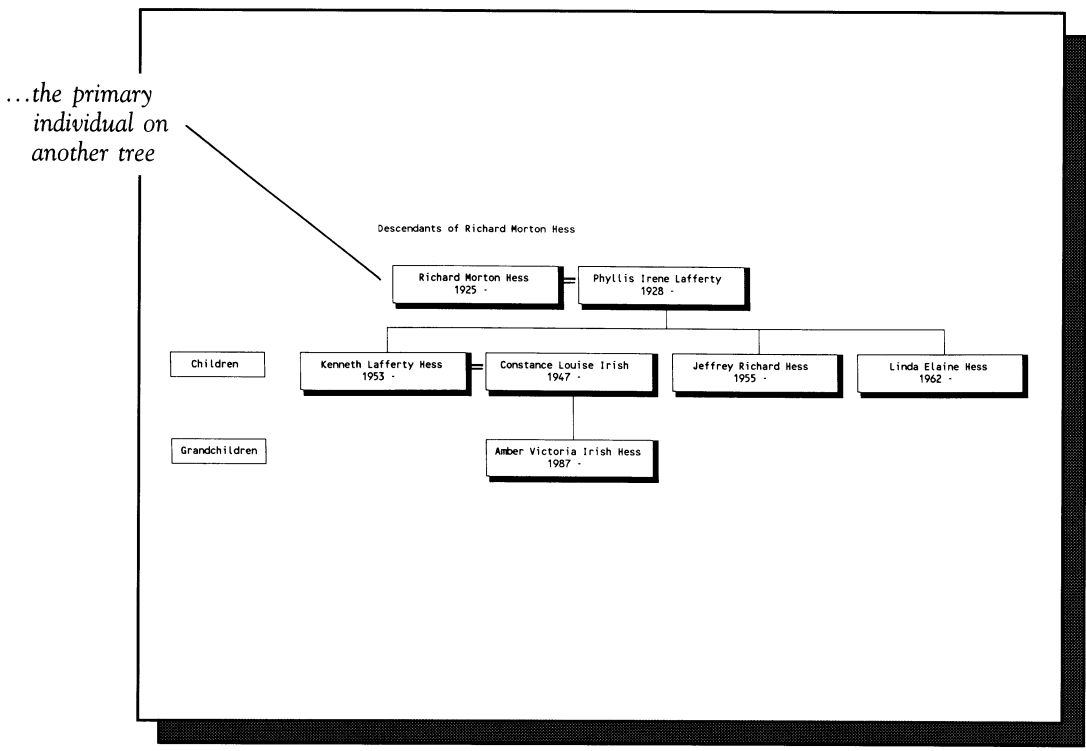 ...the primary
individual on
another tree
Descendants of Richard Morton Hess
Richard Morton Hess
1925 -
Phyllis Irene Lafferty
1928 -
Children
Kenneth Lafferty Hess
1953 -
Constance Louise Irish
1947 -
Jeffrey Richard Hess
1955 -
Linda Elaine Hess
1962 -
Grandchildren
Amber Victoria Irish Hess
1987 -